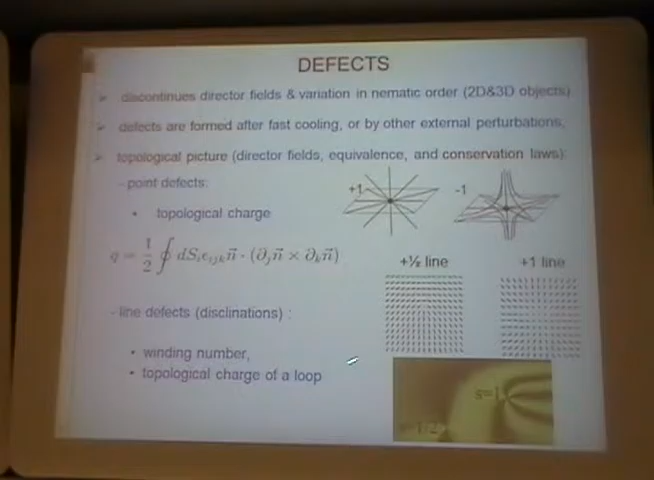 DEFECTS
➢ discontinues director fields & variation in nematic order (2D&3D objects)
➢ defects are formed after fast cooling, or by other external perturbations,
➢ topological picture (director fields, equivalence, and conservation laws):
- point defects:
+1
-1
• topological charge
q = 1/2 ∮ dS_i ε_{ijk} n⃗ · (∂_j n⃗ × ∂_k n⃗)
+½ line
+1 line
- line defects (disclinations) :
• winding number,
• topological charge of a loop
s=1